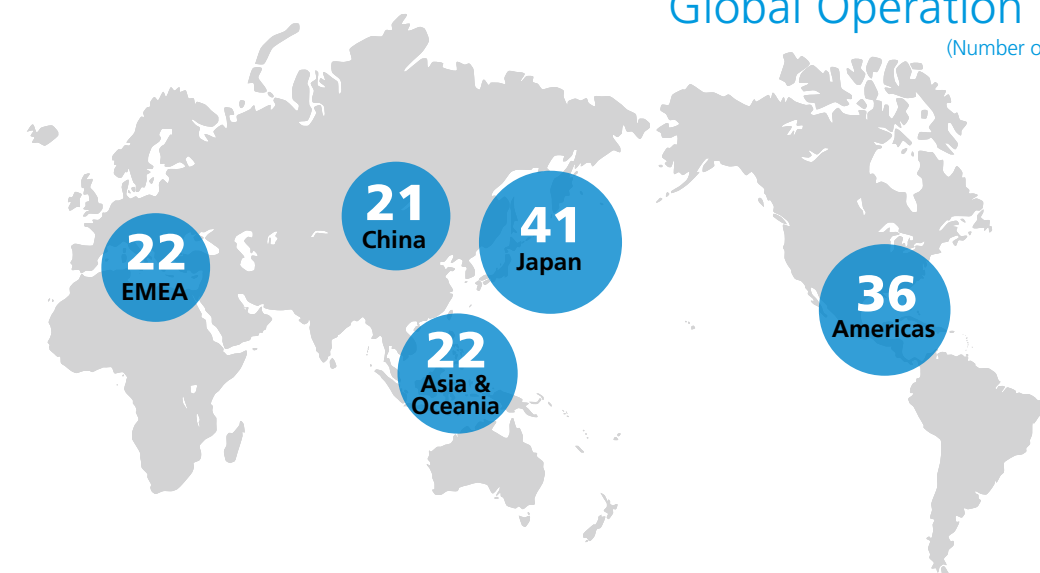 Global Operation
(Number o
21
China
41
Japan
22
EMEA
36
Americas
22
Asia &
Oceania